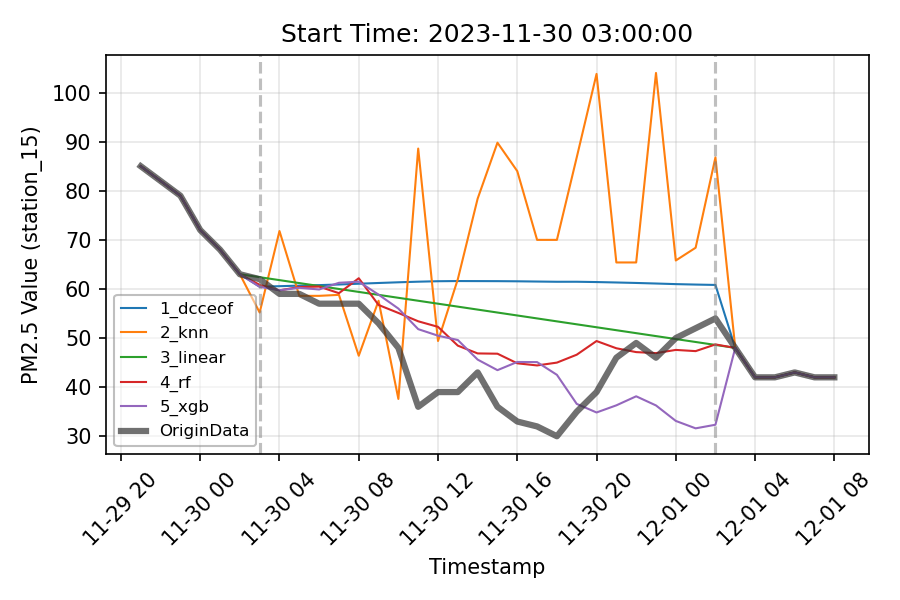 Start Time: 2023-11-30 03:00:00
PM2.5 Value (station_15)
100
90
80
70
60
50
40
30
1_dcceof
2_knn
3_linear
4_rf
5_xgb
OriginData
11-29 20
11-30 00
11-30 04
11-30 08
11-30 12
11-30 16
11-30 20
12-01 00
12-01 04
12-01 08
Timestamp